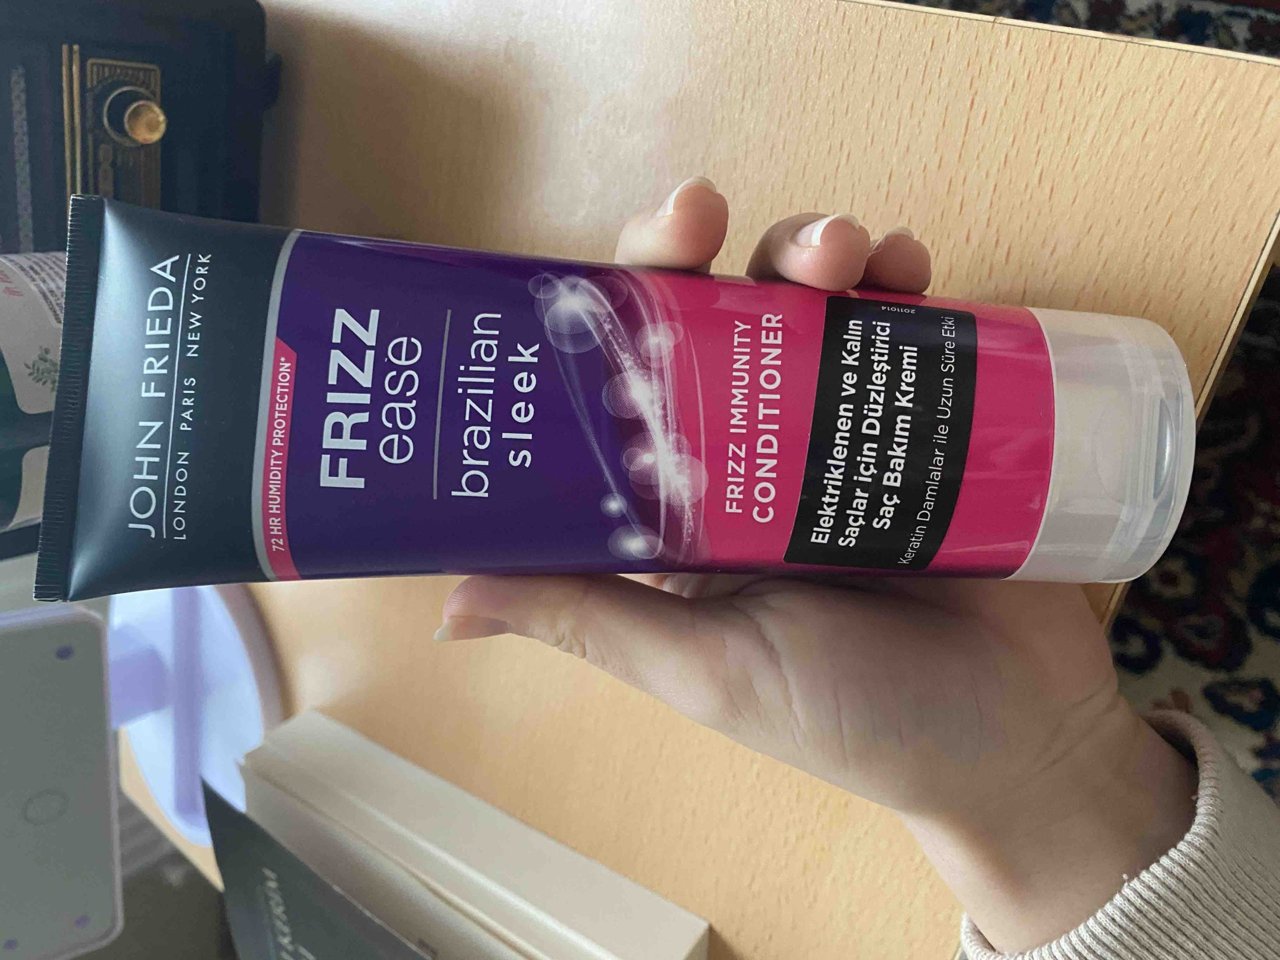 JOHN FRIEDA
LONDON PARIS NEW YORK
72 HR HUMIDITY PROTECTION*
FRIZZ
ease
brazilian
sleek
FRIZZ IMMUNITY
CONDITIONER
2011014
Elektriklenen ve Kalın
Saçlar için Düzleştirici
Saç Bakım Kremi
Keratin Damlalar ile Uzun Süre Etki